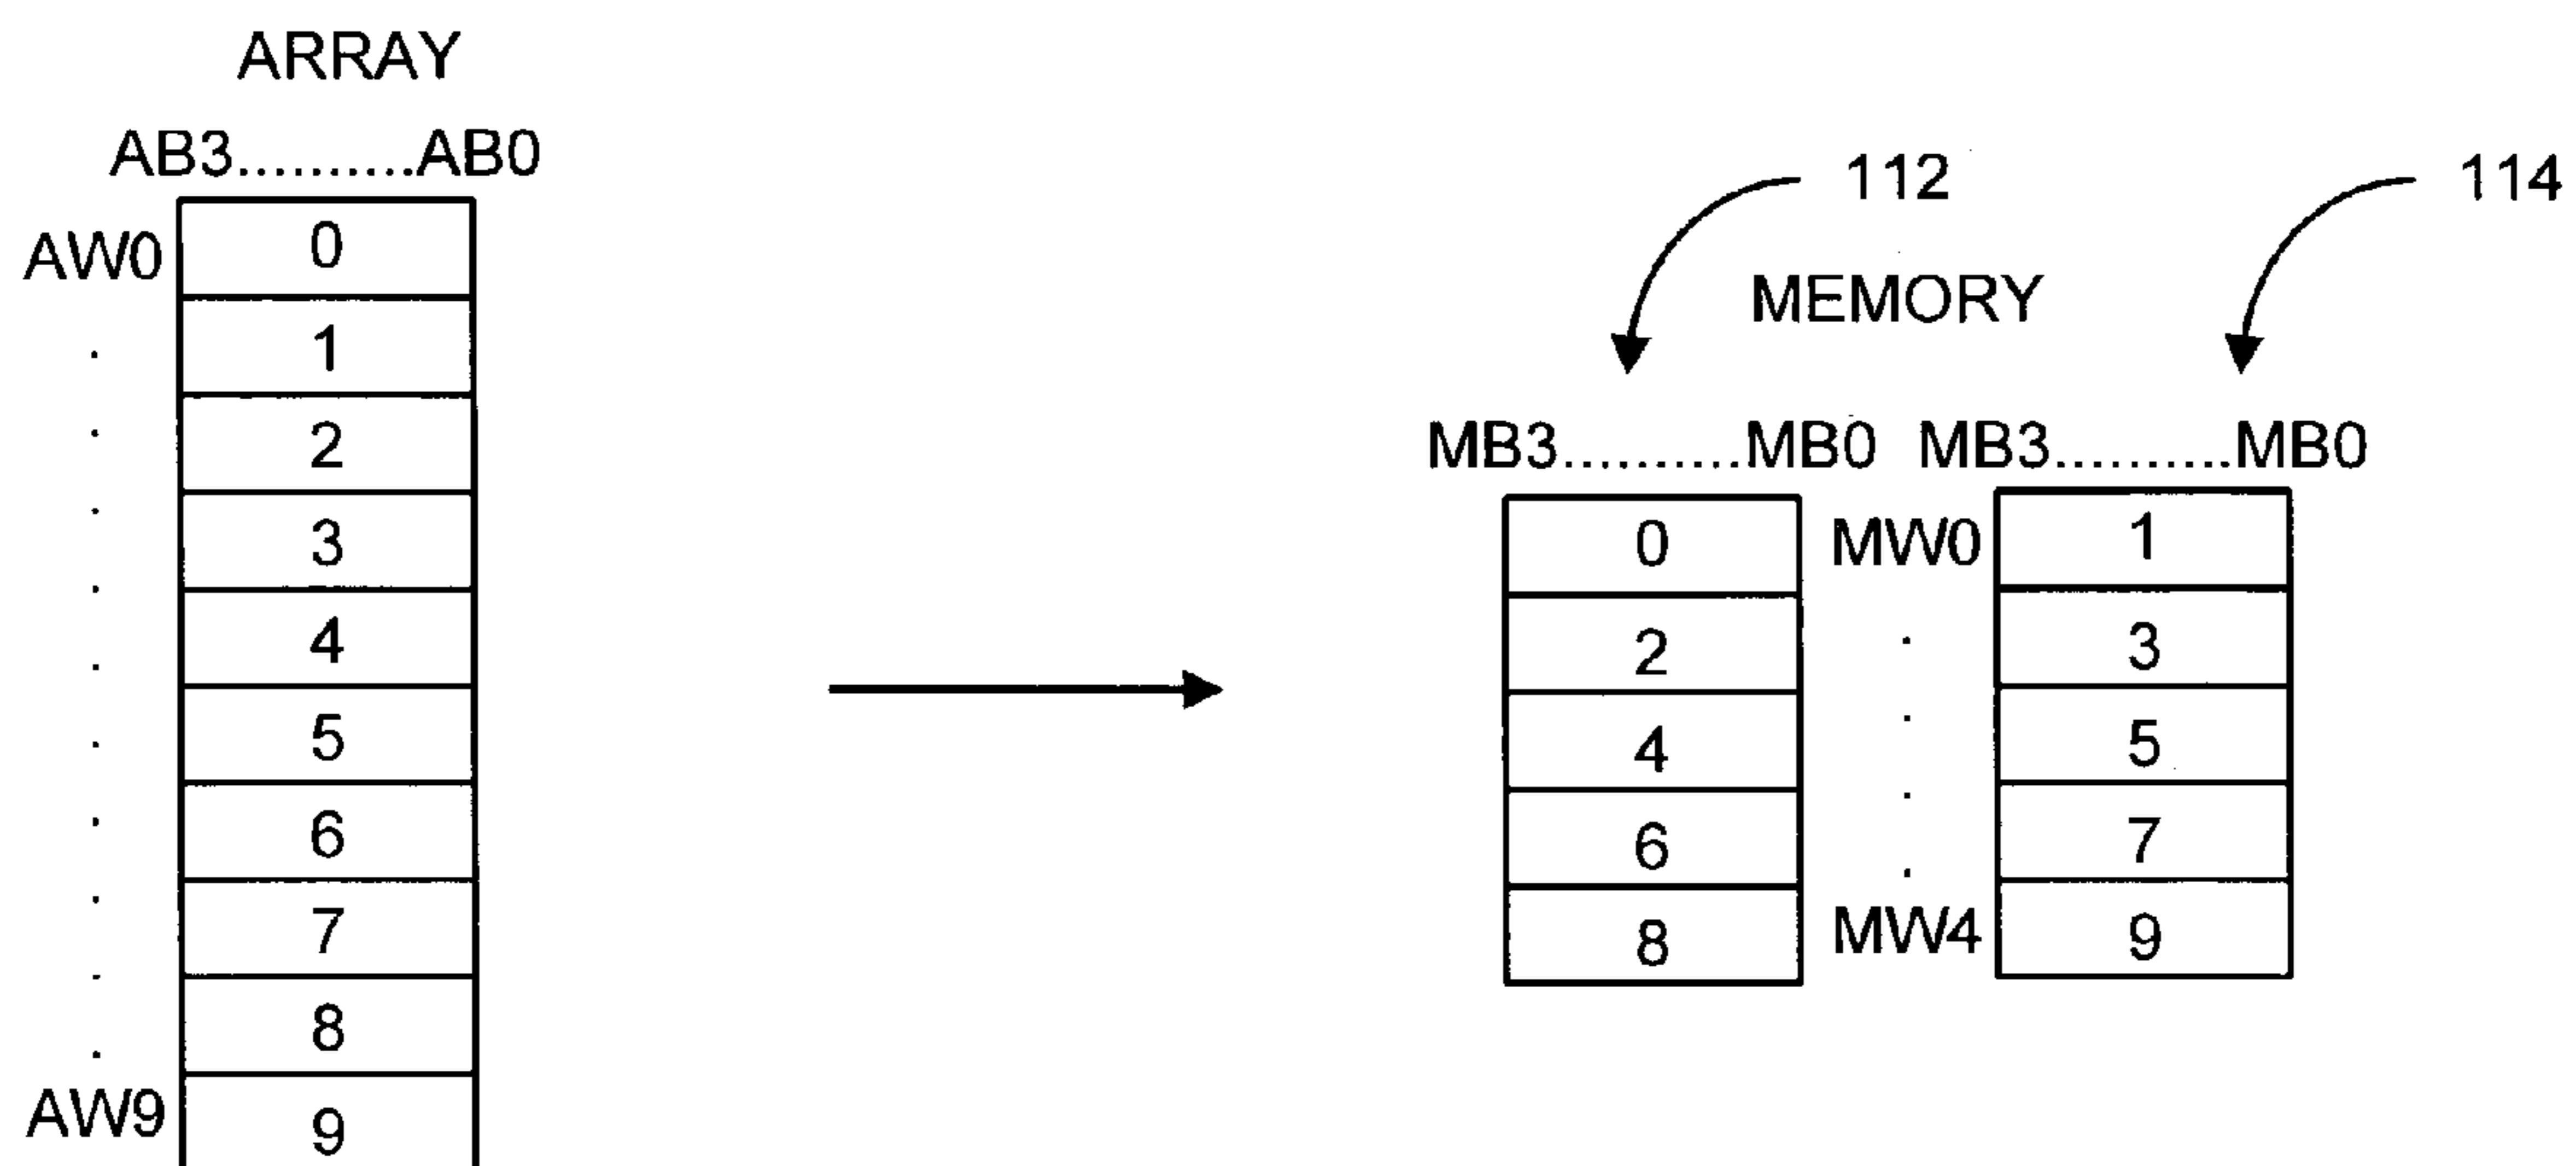 ARRAY
AB3..........AB0
AW0
0
1
2
3
4
5
6
7
8
AW9
9
112
114
MEMORY
MB3..........MB0 MB3..........MB0
0 MW0 1
2 3
4 5
6 7
8 MW4 9